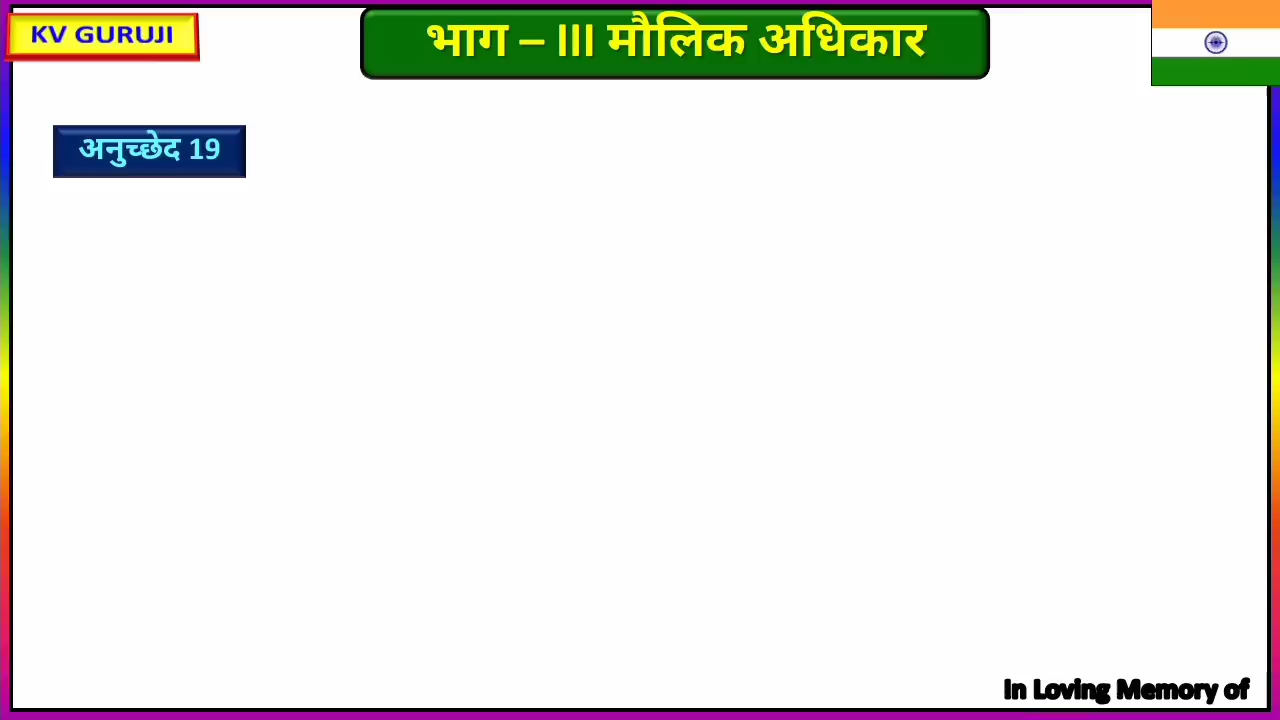 KV GURUJI
भाग – III मौलिक अधिकार
अनुच्छेद 19
In Loving Memory of